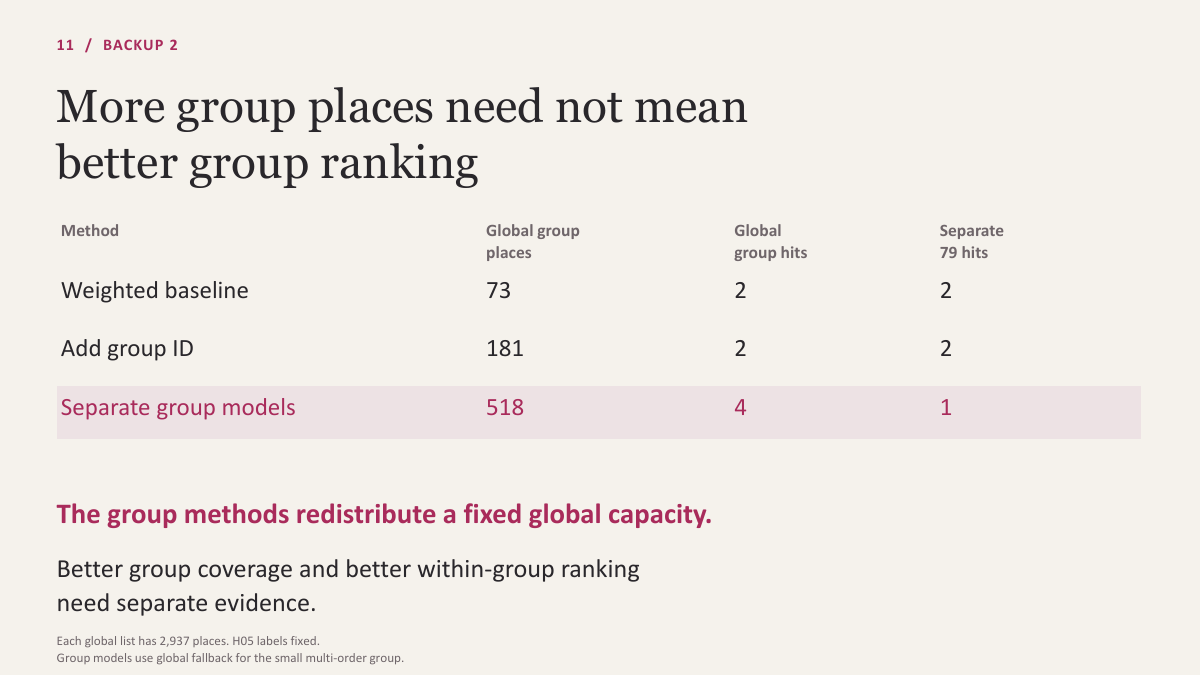 11 / BACKUP 2
More group places need not mean
better group ranking
Method Global group places Global group hits Separate 79 hits
Weighted baseline 73 2 2
Add group ID 181 2 2
Separate group models 518 4 1
The group methods redistribute a fixed global capacity.
Better group coverage and better within-group ranking
need separate evidence.
Each global list has 2,937 places. H05 labels fixed.
Group models use global fallback for the small multi-order group.